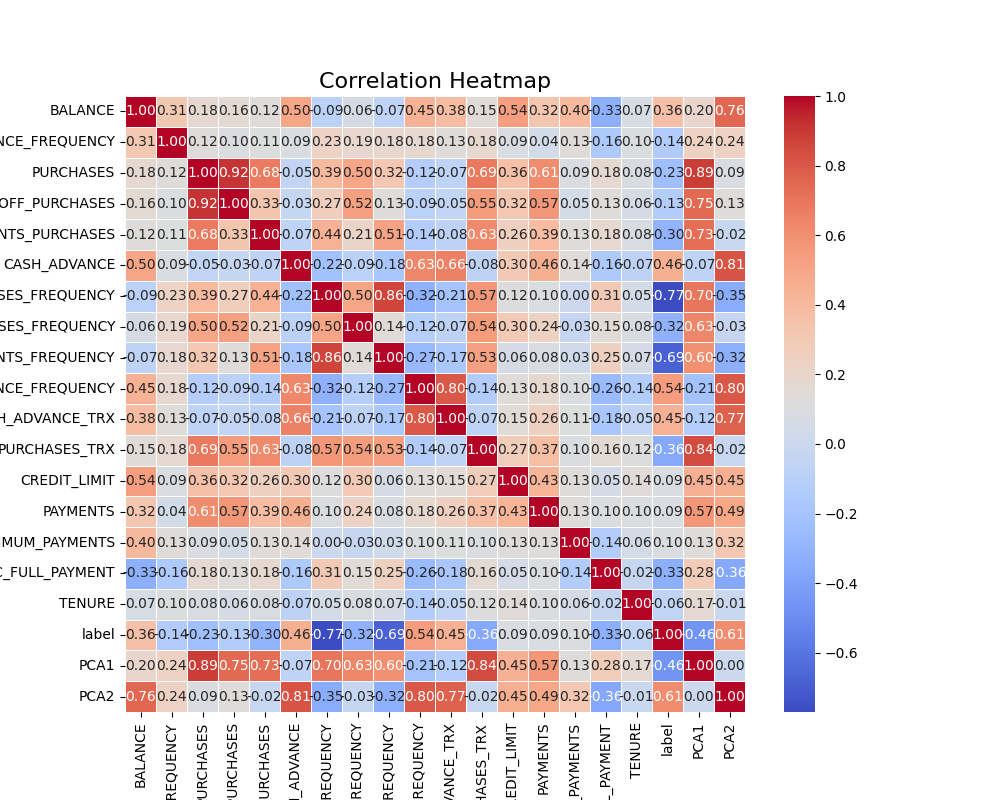 Correlation Heatmap
BALANCE 1.00 0.31 0.18 0.16 0.12 0.50 -0.09 -0.06 -0.07 0.45 0.38 0.15 0.54 0.32 0.40 -0.33 0.07 0.36 0.20 0.76
NCE_FREQUENCY 0.31 1.00 0.12 0.10 0.11 0.09 0.23 0.19 0.18 0.18 0.13 0.18 0.09 0.04 0.13 -0.16 0.10 -0.14 0.24 0.24
PURCHASES 0.18 0.12 1.00 0.92 0.68 -0.05 0.39 0.50 0.32 -0.12 -0.07 0.69 0.36 0.61 0.09 0.18 0.08 -0.23 0.89 0.09
OFF_PURCHASES 0.16 0.10 0.92 1.00 0.33 -0.03 0.27 0.52 0.13 -0.09 -0.05 0.55 0.32 0.57 0.05 0.13 0.06 -0.13 0.75 0.13
NTS_PURCHASES 0.12 0.11 0.68 0.33 1.00 -0.07 0.44 0.21 0.51 -0.14 -0.08 0.63 0.26 0.39 0.13 0.18 0.08 -0.30 0.73 -0.02
CASH_ADVANCE 0.50 0.09 -0.05 -0.03 -0.07 1.00 -0.22 -0.09 -0.18 0.63 0.66 -0.08 0.30 0.46 0.14 -0.16 -0.07 0.46 -0.07 0.81
SES_FREQUENCY -0.09 0.23 0.39 0.27 0.44 -0.22 1.00 0.50 0.86 -0.32 -0.21 0.57 0.12 0.10 0.00 0.31 0.05 -0.77 0.70 -0.35
SES_FREQUENCY -0.06 0.19 0.50 0.52 0.21 -0.09 0.50 1.00 0.14 -0.12 -0.07 0.54 0.30 0.24 -0.03 0.15 0.08 -0.32 0.63 -0.03
NTS_FREQUENCY -0.07 0.18 0.32 0.13 0.51 -0.18 0.86 0.14 1.00 -0.27 -0.17 0.53 0.06 0.08 0.03 0.25 0.07 -0.69 0.60 -0.32
NCE_FREQUENCY 0.45 0.18 -0.12 -0.09 -0.14 0.63 -0.32 -0.12 -0.27 1.00 0.80 -0.14 0.13 0.18 0.10 -0.26 -0.14 0.54 -0.21 0.80
H_ADVANCE_TRX 0.38 0.13 -0.07 -0.05 -0.08 0.66 -0.21 -0.07 -0.17 0.80 1.00 -0.07 0.15 0.26 0.11 -0.18 -0.05 0.45 -0.12 0.77
PURCHASES_TRX 0.15 0.18 0.69 0.55 0.63 -0.08 0.57 0.54 0.53 -0.14 -0.07 1.00 0.27 0.37 0.10 0.16 0.12 -0.36 0.84 -0.02
CREDIT_LIMIT 0.54 0.09 0.36 0.32 0.26 0.30 0.12 0.30 0.06 0.13 0.15 0.27 1.00 0.43 0.13 0.05 0.14 0.09 0.45 0.45
PAYMENTS 0.32 0.04 0.61 0.57 0.39 0.46 0.10 0.24 0.08 0.18 0.26 0.37 0.43 1.00 0.13 0.10 0.10 0.09 0.57 0.49
MUM_PAYMENTS 0.40 0.13 0.09 0.05 0.13 0.14 0.00 -0.03 0.03 0.10 0.11 0.10 0.13 0.13 1.00 -0.14 0.06 0.10 0.13 0.32
C_FULL_PAYMENT -0.33 -0.16 0.18 0.13 0.18 -0.16 0.31 0.15 0.25 -0.26 -0.18 0.16 0.05 0.10 -0.14 1.00 -0.02 -0.33 0.28 -0.36
TENURE 0.07 0.10 0.08 0.06 0.08 -0.07 0.05 0.08 0.07 -0.14 -0.05 0.12 0.14 0.10 0.06 -0.02 1.00 -0.06 0.17 -0.01
label 0.36 -0.14 -0.23 -0.13 -0.30 0.46 -0.77 -0.32 -0.69 0.54 0.45 -0.36 0.09 0.09 0.10 -0.33 -0.06 1.00 -0.46 0.61
PCA1 0.20 0.24 0.89 0.75 0.73 -0.07 0.70 0.63 0.60 -0.21 -0.12 0.84 0.45 0.57 0.13 0.28 0.17 -0.46 1.00 0.00
PCA2 0.76 0.24 0.09 0.13 -0.02 0.81 -0.35 -0.03 -0.32 0.80 0.77 -0.02 0.45 0.49 0.32 -0.36 -0.01 0.61 0.00 1.00
BALANCE
REQUENCY
PURCHASES
PURCHASES
PURCHASES
H_ADVANCE
REQUENCY
REQUENCY
REQUENCY
REQUENCY
VANCE_TRX
HASES_TRX
EDIT_LIMIT
PAYMENTS
_PAYMENTS
L_PAYMENT
TENURE
label
PCA1
PCA2
1.0
0.8
0.6
0.4
0.2
0.0
−0.2
−0.4
−0.6